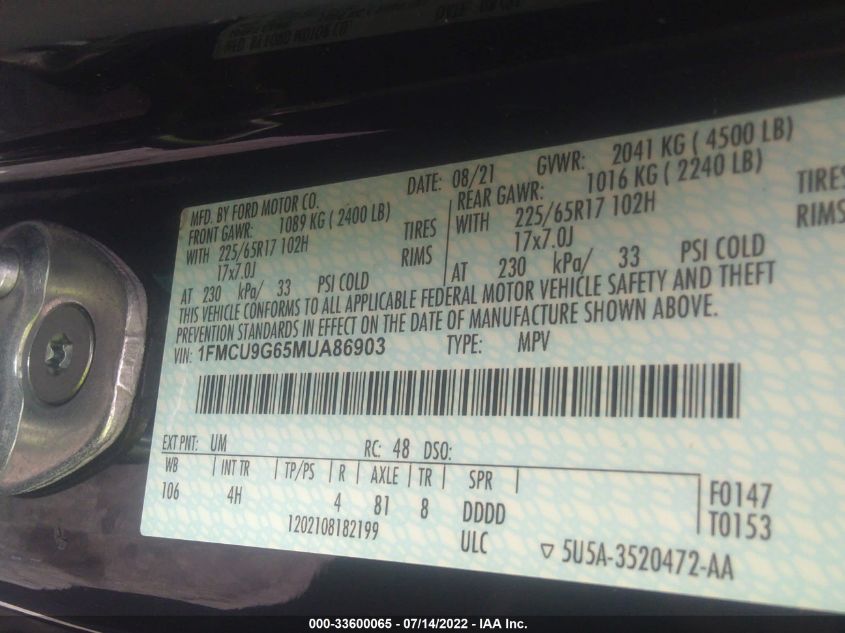 MFD. BY FORD MOTOR CO.
DATE: 08/21 GVWR: 2041 KG ( 4500 LB)
FRONT GAWR: 1089 KG ( 2400 LB)
REAR GAWR: 1016 KG ( 2240 LB)
WITH 225/65R17 102H TIRES
WITH 225/65R17 102H TIRES
17x7.0J RIMS
17x7.0J RIMS
AT 230 kPa/ 33 PSI COLD
AT 230 kPa/ 33 PSI COLD
THIS VEHICLE CONFORMS TO ALL APPLICABLE FEDERAL MOTOR VEHICLE SAFETY AND THEFT
PREVENTION STANDARDS IN EFFECT ON THE DATE OF MANUFACTURE SHOWN ABOVE.
VIN: 1FMCU9G65MUA86903 TYPE: MPV
EXT PNT: UM RC: 48 DSO:
WB INT TR TP/PS R AXLE TR SPR
106 4H 4 81 8 DDDD
F0147
T0153
1202108182199 ULC
5U5A-3520472-AA
000-33600065 - 07/14/2022 - IAA Inc.